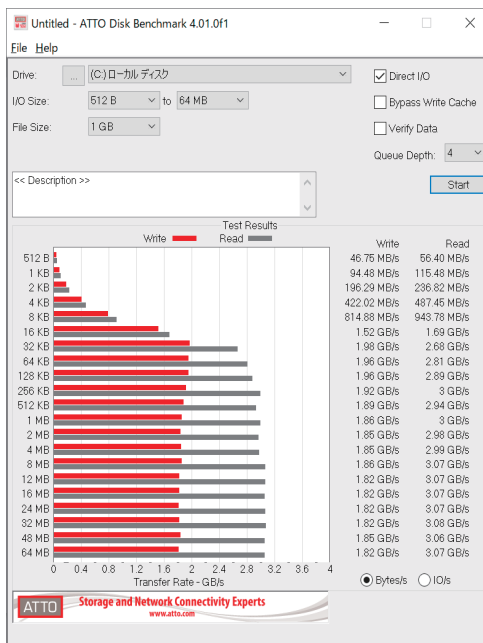 Untitled - ATTO Disk Benchmark 4.01.0f1
File Help
Drive: ... (C:)ローカル ディスク
Direct I/O
I/O Size: 512 B to 64 MB
Bypass Write Cache
File Size: 1 GB
Verify Data
Queue Depth: 4
<< Description >>
Start
Test Results
Write Read Write Read
512 B 46.75 MB/s 56.40 MB/s
1 KB 94.48 MB/s 115.48 MB/s
2 KB 196.29 MB/s 236.82 MB/s
4 KB 422.02 MB/s 487.45 MB/s
8 KB 814.88 MB/s 943.78 MB/s
16 KB 1.52 GB/s 1.69 GB/s
32 KB 1.98 GB/s 2.68 GB/s
64 KB 1.96 GB/s 2.81 GB/s
128 KB 1.96 GB/s 2.89 GB/s
256 KB 1.92 GB/s 3 GB/s
512 KB 1.89 GB/s 2.94 GB/s
1 MB 1.86 GB/s 3 GB/s
2 MB 1.85 GB/s 2.98 GB/s
4 MB 1.85 GB/s 2.99 GB/s
8 MB 1.86 GB/s 3.07 GB/s
12 MB 1.82 GB/s 3.07 GB/s
16 MB 1.82 GB/s 3.07 GB/s
24 MB 1.82 GB/s 3.07 GB/s
32 MB 1.82 GB/s 3.08 GB/s
48 MB 1.85 GB/s 3.06 GB/s
64 MB 1.82 GB/s 3.07 GB/s
0 0.4 0.8 1.2 1.6 2 2.4 2.8 3.2 3.6 4
Transfer Rate - GB/s
Bytes/s IO/s
ATTO Storage and Network Connectivity Experts
www.atto.com